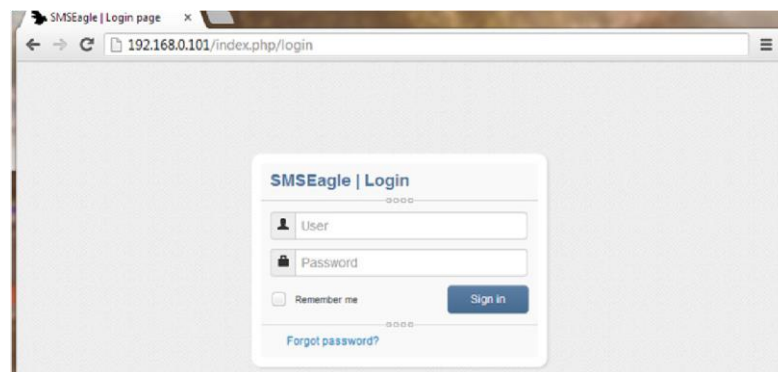 SMSEagle | Login page
192.168.0.101/index.php/login
SMSEagle | Login
User
Password
Remember me
Sign in
Forgot password?